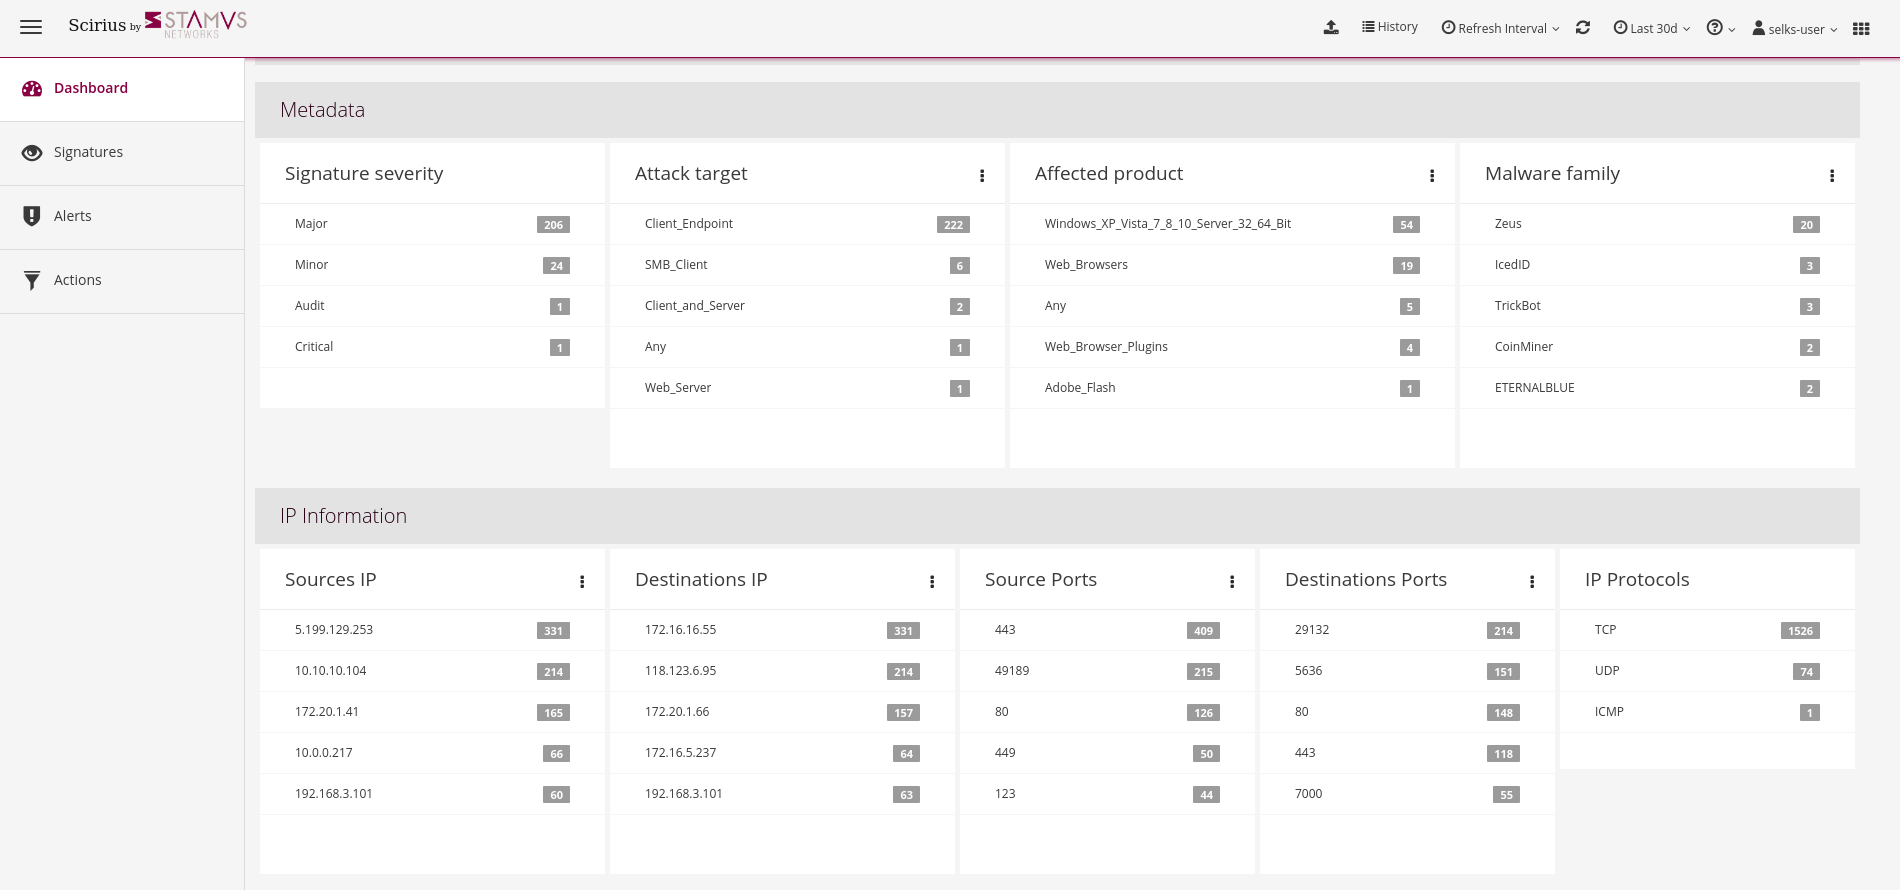 Scirius by STAMVS NETWORKS
History
Refresh Interval
Last 30d
selks-user
Dashboard
Signatures
Alerts
Actions
Metadata
Signature severity
Major 206
Minor 24
Audit 1
Critical 1
Attack target
Client_Endpoint 222
SMB_Client 6
Client_and_Server 2
Any 1
Web_Server 1
Affected product
Windows_XP_Vista_7_8_10_Server_32_64_Bit 54
Web_Browsers 19
Any 5
Web_Browser_Plugins 4
Adobe_Flash 1
Malware family
Zeus 20
IcedID 3
TrickBot 3
CoinMiner 2
ETERNALBLUE 2
IP Information
Sources IP
5.199.129.253 331
10.10.10.104 214
172.20.1.41 165
10.0.0.217 66
192.168.3.101 60
Destinations IP
172.16.16.55 331
118.123.6.95 214
172.20.1.66 157
172.16.5.237 64
192.168.3.101 63
Source Ports
443 409
49189 215
80 126
449 50
123 44
Destinations Ports
29132 214
5636 151
80 148
443 118
7000 55
IP Protocols
TCP 1526
UDP 74
ICMP 1